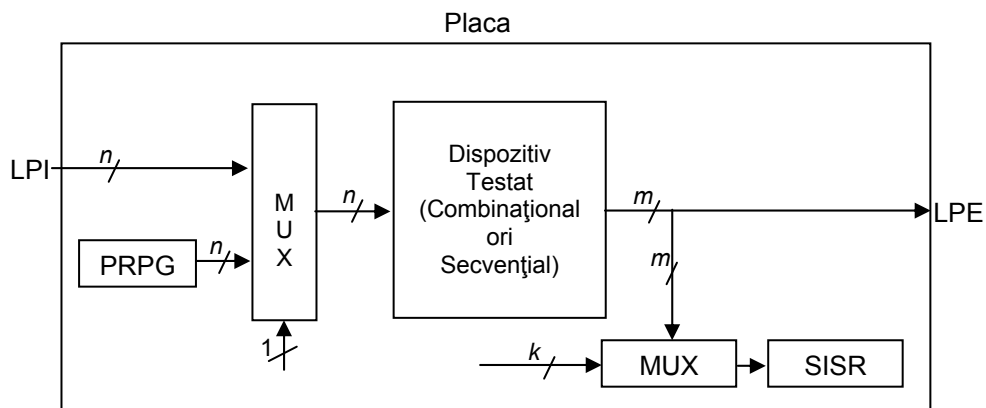 Placa
LPI
n
M
U
X
n
Dispozitiv
Testat
(Combinaţional
ori
Secvenţial)
m
LPE
PRPG
n
m
1
k
MUX
SISR